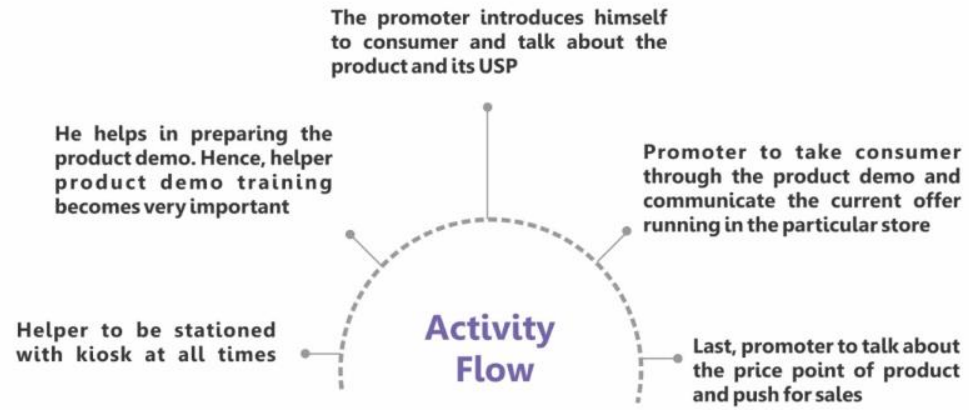 The promoter introduces himself
to consumer and talk about the
product and its USP
He helps in preparing the
product demo. Hence, helper
product demo training
becomes very important
Promoter to take consumer
through the product demo and
communicate the current offer
running in the particular store
Helper to be stationed
with kiosk at all times
Activity
Flow
Last, promoter to talk about
the price point of product
and push for sales